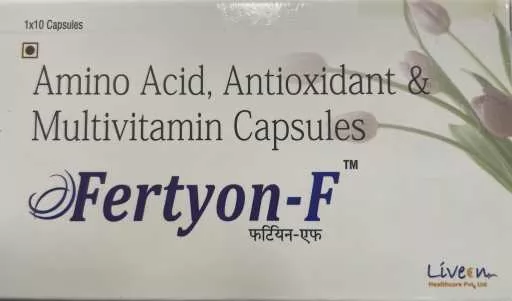 1x10 Capsules
Amino Acid, Antioxidant &
Multivitamin Capsules
Fertyon-F™
फर्टियिन-एफ
Liveon
Healthcare Pvt. Ltd